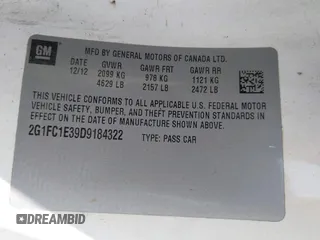 GM
MFD BY GENERAL MOTORS OF CANADA LTD.
DATE GVWR GAWR FRT GAWR RR
12/12 2099 KG 978 KG 1121 KG
4629 LB 2157 LB 2472 LB
THIS VEHICLE CONFORMS TO ALL APPLICABLE U.S. FEDERAL MOTOR
VEHICLE SAFETY, BUMPER, AND THEFT PREVENTION STANDARDS
IN EFFECT ON THE DATE OF MANUFACTURE SHOWN ABOVE.
2G1FC1E39D9184322 TYPE: PASS CAR
DREAMBID